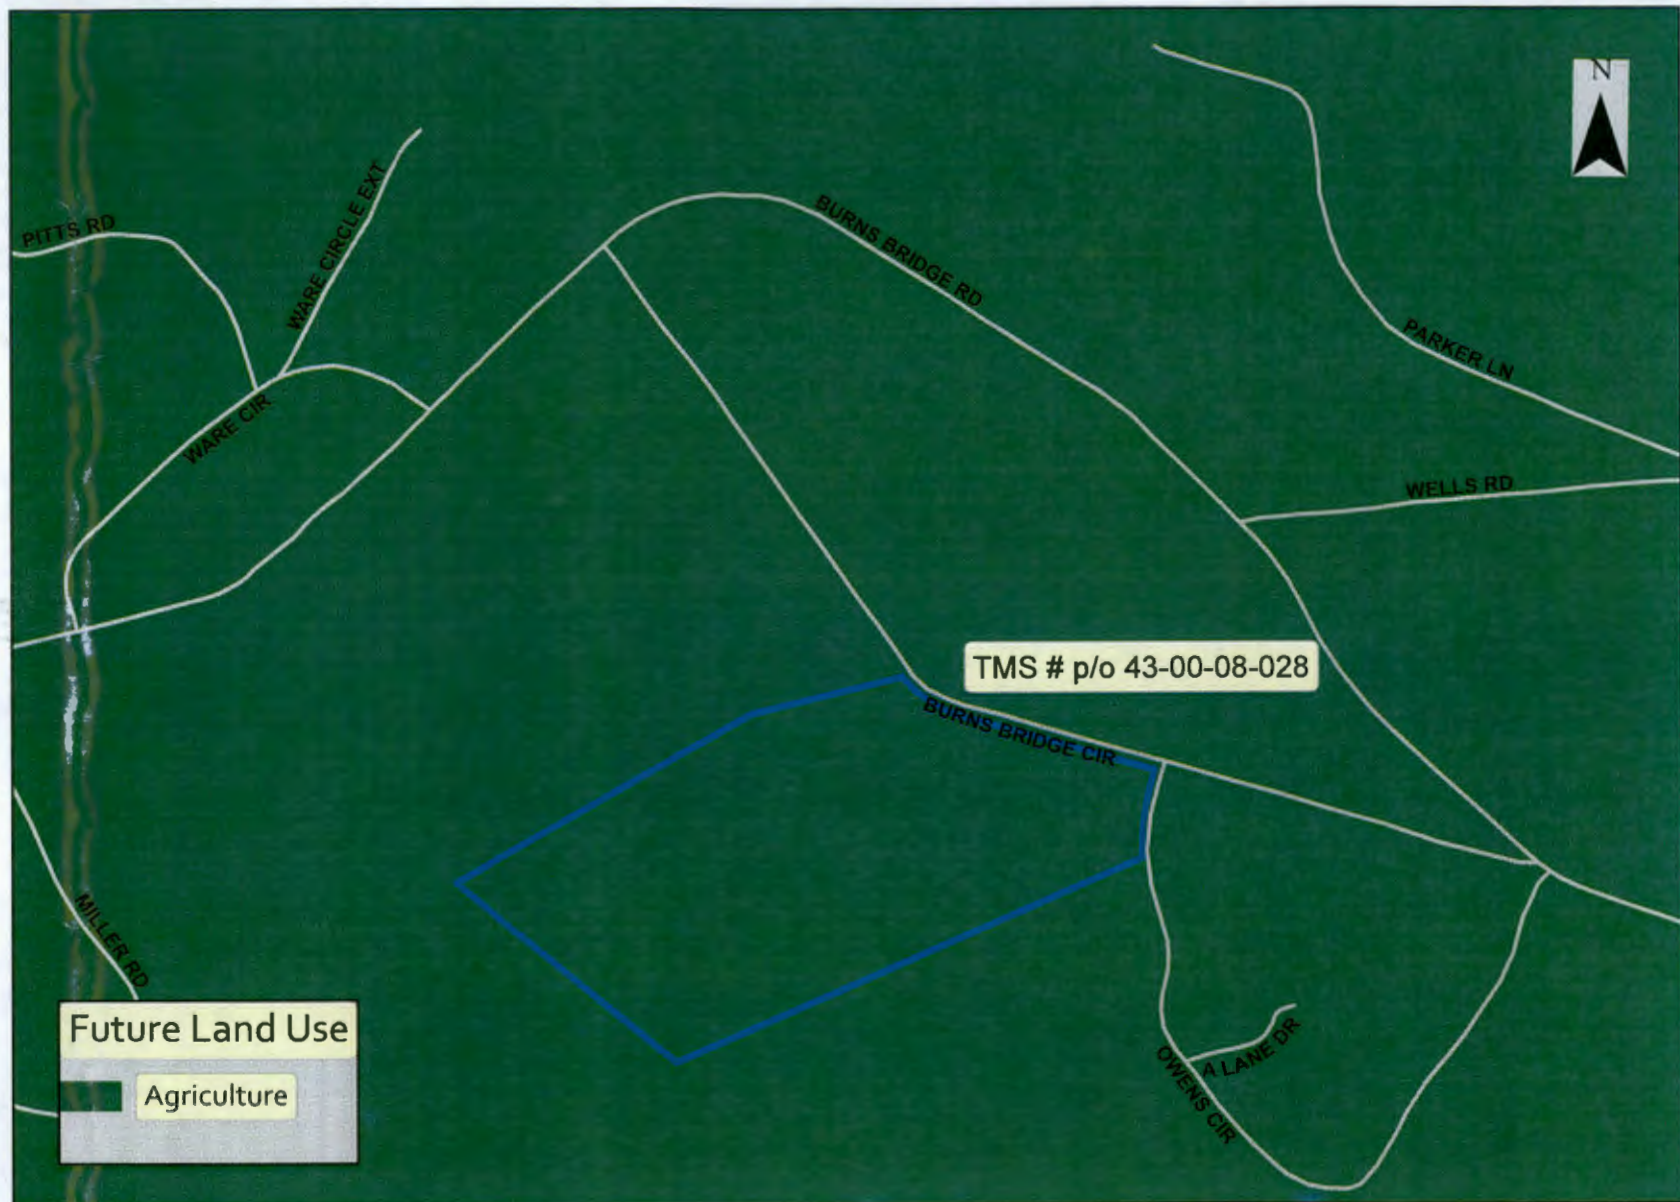 N
PITTS RD
WARE CIRCLE EXT
BURNS BRIDGE RD
PARKER LN
WARE CIR
WELLS RD
TMS # p/o 43-00-08-028
BURNS BRIDGE CIR
MILLER RD
Future Land Use
Agriculture
A LANE DR
OWENS CIR